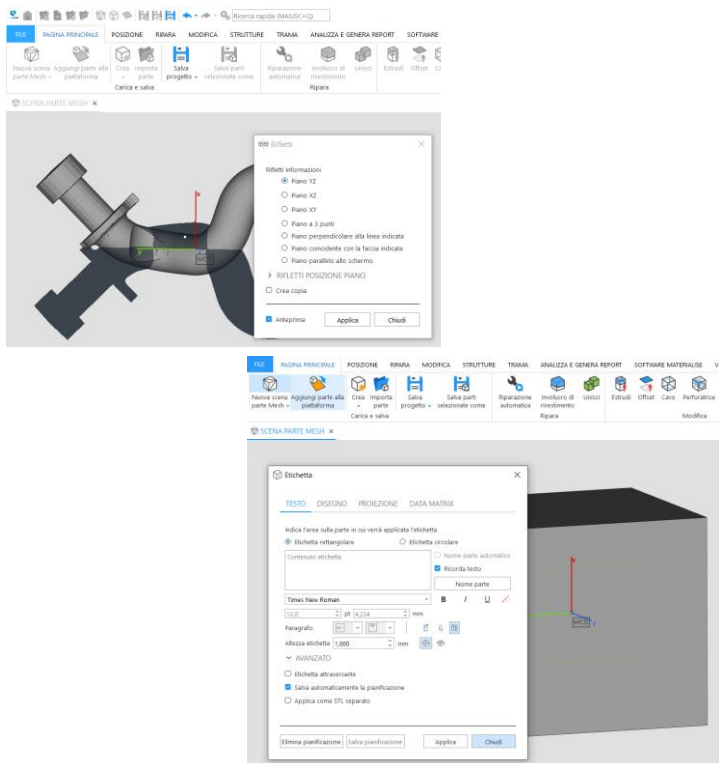 Ricerca rapida (MAIUSC+Q)
FILE PAGINA PRINCIPALE POSIZIONE RIPARA MODIFICA STRUTTURE TRAMA ANALIZZA E GENERA REPORT SOFTWARE
Nuova scena Aggiungi parte alla Crea Importa Salva Salva parti Riparazione Involucro di Unisci Estrudi Offset
parte Mesh piattaforma parte progetto selezionate come automatica rivestimento
Carica e salva Ripara
SCENA PARTE MESH
Rifletti
Rifletti informazioni
Piano YZ
Piano XZ
Piano XY
Piano a 3 punti
Piano perpendicolare alla linea indicata
Piano coincidente con la faccia indicata
Piano parallelo allo schermo
RIFLETTI POSIZIONE PIANO
Crea copia
Anteprima Applica Chiudi
y WCS
FILE PAGINA PRINCIPALE POSIZIONE RIPARA MODIFICA STRUTTURE TRAMA ANALIZZA E GENERA REPORT SOFTWARE MATERIALISE V
Nuova scena Aggiungi parte alla Crea Importa Salva Salva parti Riparazione Involucro di Unisci Estrudi Offset Cavo Perforatrice
parte Mesh piattaforma parte progetto selezionate come automatica rivestimento
Carica e salva Ripara Modifica
SCENA PARTE MESH
Etichetta
TESTO DISEGNO PROIEZIONE DATA MATRIX
Indica l'area sulla parte in cui verrà applicata l'etichetta
Etichetta rettangolare Etichetta circolare
Contenuto etichetta Nome parte automatico
Ricorda testo
Nome parte
Times New Roman B I U
12,0 pt 4,234 mm
Paragrafo
Altezza etichetta 1,000 mm
AVANZATO
Etichetta attraversante
Salva automaticamente la pianificazione
Applica come STL separato
Elimina pianificazione Salva pianificazione Applica Chiudi
WCS